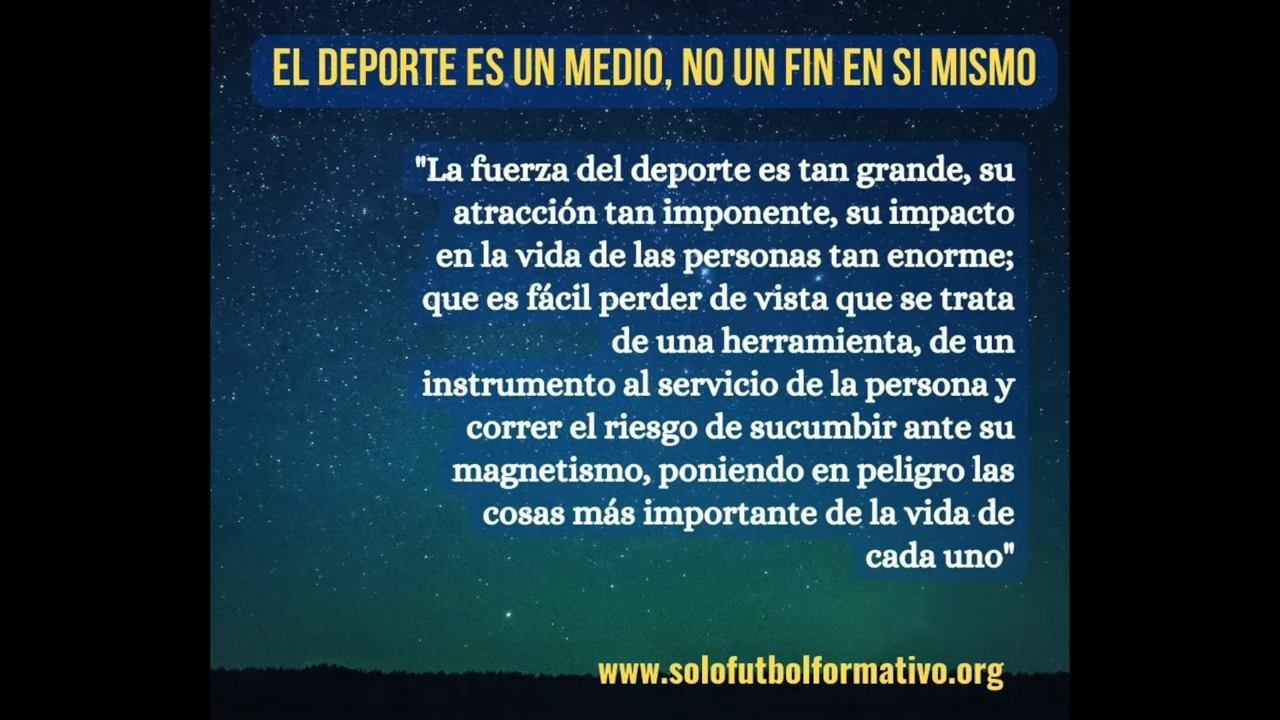 EL DEPORTE ES UN MEDIO, NO UN FIN EN SI MISMO
"La fuerza del deporte es tan grande, su
atracción tan imponente, su impacto
en la vida de las personas tan enorme;
que es fácil perder de vista que se trata
de una herramienta, de un
instrumento al servicio de la persona y
correr el riesgo de sucumbir ante su
magnetismo, poniendo en peligro las
cosas más importante de la vida de
cada uno"
www.solofutbolformativo.org